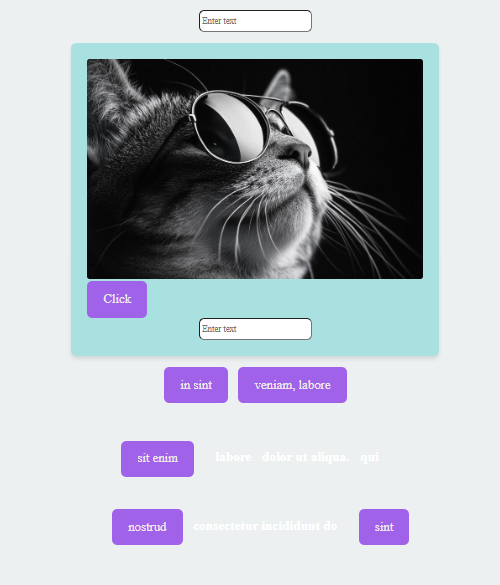 Enter text
Click
Enter text
in sint veniam, labore
sit enim labore dolor ut aliqua. qui
nostrud consectetur incididunt do sint